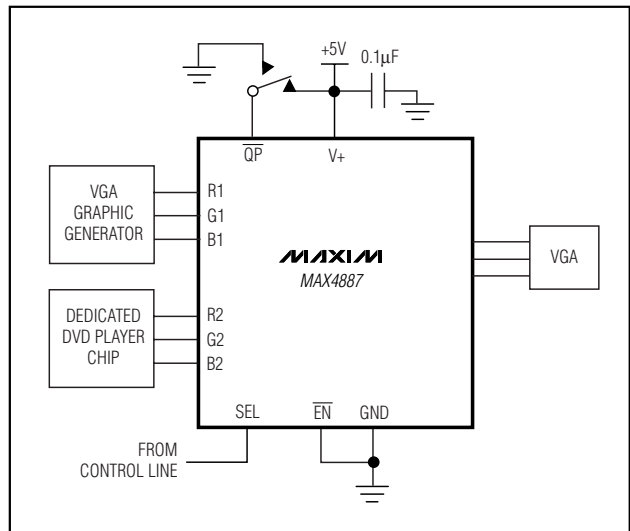 +5V
0.1µF
QP
V+
VGA
GRAPHIC
GENERATOR
R1
G1
B1
MAXIM
MAX4887
VGA
DEDICATED
DVD PLAYER
CHIP
R2
G2
B2
SEL
EN
GND
FROM
CONTROL LINE